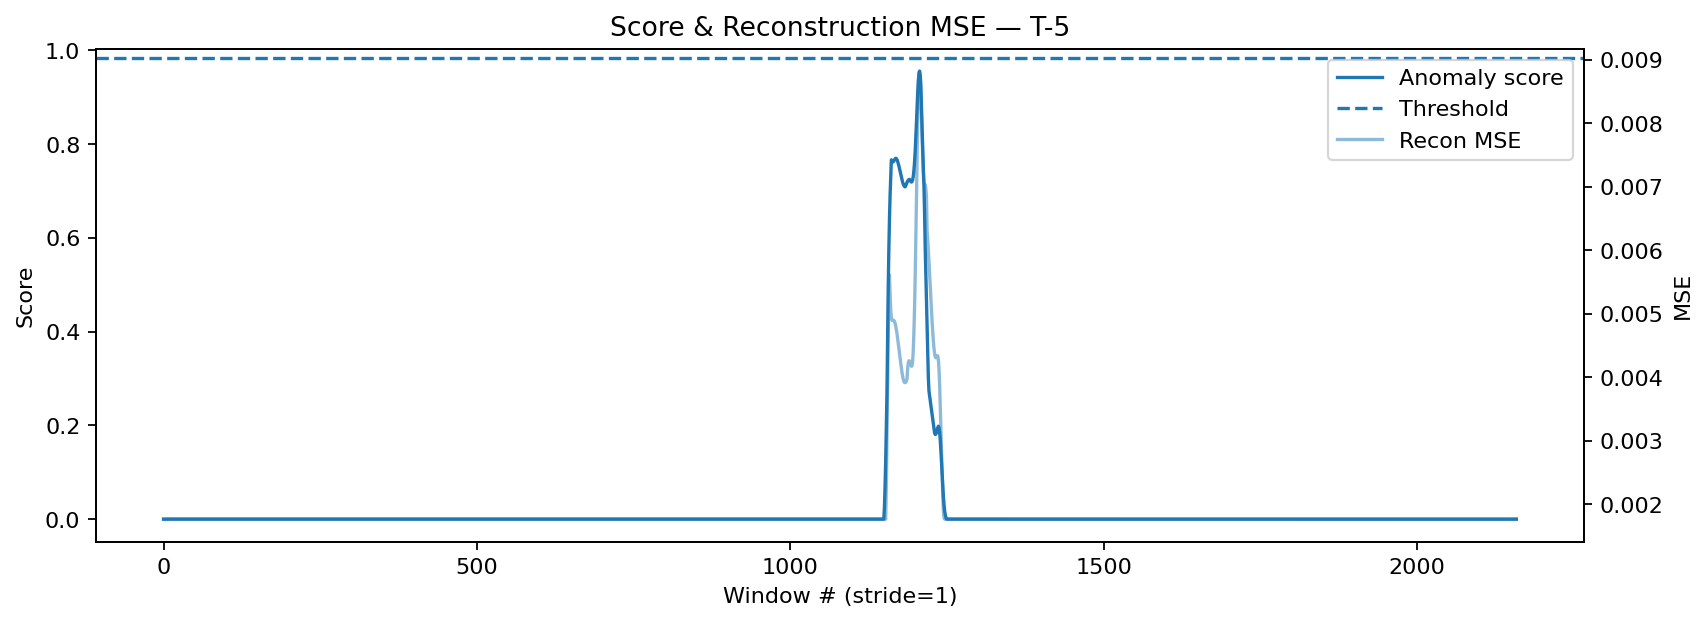 Score & Reconstruction MSE — T-5
1.0
0.8
0.6
0.4
0.2
0.0
Score
0.009
0.008
0.007
0.006
0.005
0.004
0.003
0.002
MSE
Anomaly score
Threshold
Recon MSE
0
500
1000
1500
2000
Window # (stride=1)